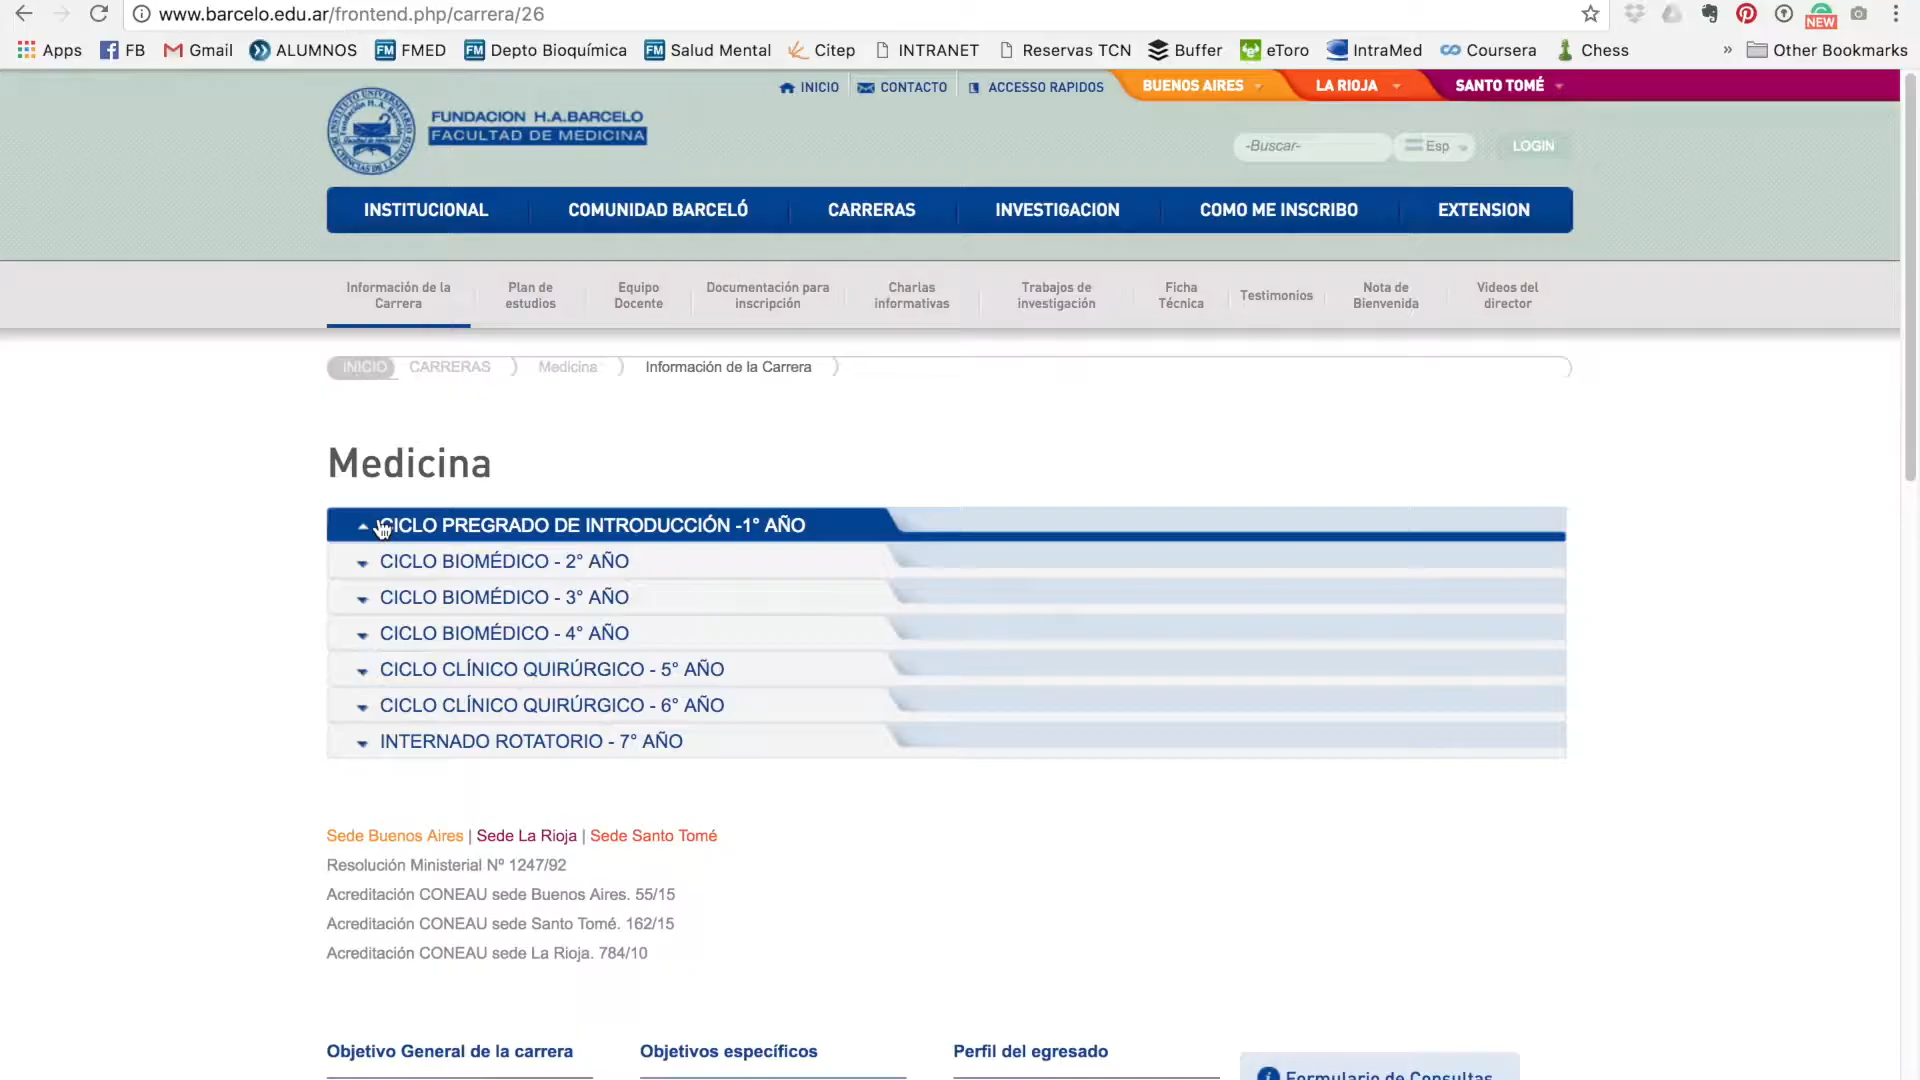 www.barcelo.edu.ar/frontend.php/carrera/26
NEW
Apps FB Gmail ALUMNOS FMED Depto Bioquímica Salud Mental Citep INTRANET Reservas TCN Buffer eToro IntraMed Coursera Chess » Other Bookmarks
INICIO CONTACTO ACCESO RAPIDOS BUENOS AIRES LA RIOJA SANTO TOMÉ
FUNDACION H.A.BARCELO
FACULTAD DE MEDICINA
-Buscar- Esp LOGIN
INSTITUCIONAL COMUNIDAD BARCELÓ CARRERAS INVESTIGACION COMO ME INSCRIBO EXTENSION
Información de la Carrera
Plan de estudios
Equipo Docente
Documentación para inscripción
Charlas informativas
Trabajos de investigación
Ficha Técnica
Testimonios
Nota de Bienvenida
Videos del director
INICIO CARRERAS Medicina Información de la Carrera
Medicina
CICLO PREGRADO DE INTRODUCCIÓN -1° AÑO
CICLO BIOMÉDICO - 2° AÑO
CICLO BIOMÉDICO - 3° AÑO
CICLO BIOMÉDICO - 4° AÑO
CICLO CLÍNICO QUIRÚRGICO - 5° AÑO
CICLO CLÍNICO QUIRÚRGICO - 6° AÑO
INTERNADO ROTATORIO - 7° AÑO
Sede Buenos Aires | Sede La Rioja | Sede Santo Tomé
Resolución Ministerial Nº 1247/92
Acreditación CONEAU sede Buenos Aires. 55/15
Acreditación CONEAU sede Santo Tomé. 162/15
Acreditación CONEAU sede La Rioja. 784/10
Objetivo General de la carrera Objetivos específicos Perfil del egresado
Formulario de Consultas